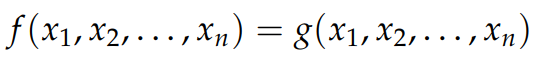 f(x₁, x₂, . . . , xₙ) = g(x₁, x₂, . . . , xₙ)